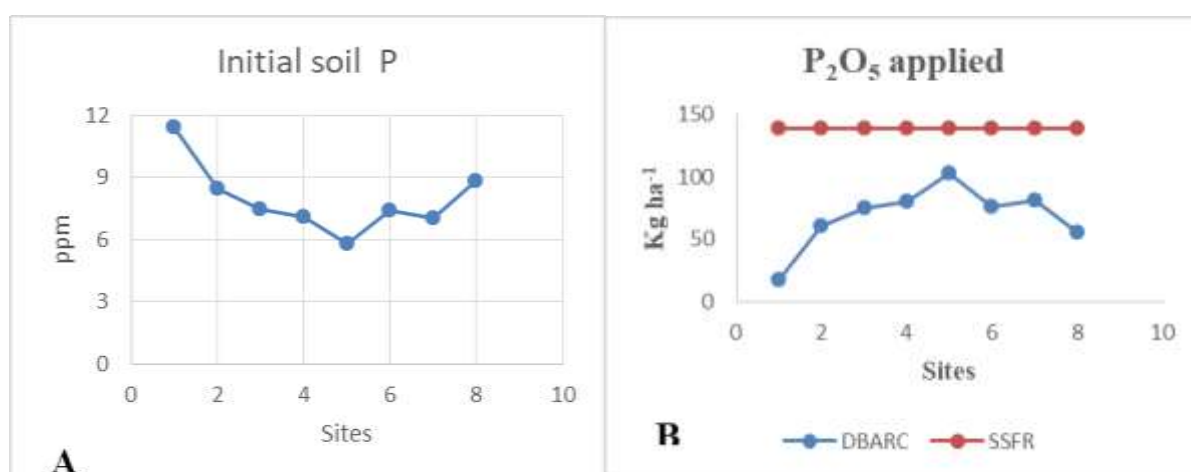 Initial soil P
12
9
6
3
0
ppm
0 2 4 6 8 10
Sites
A
P₂O₅ applied
150
100
50
0
Kg ha⁻¹
0 2 4 6 8 10
Sites
B
DBARC SSFR